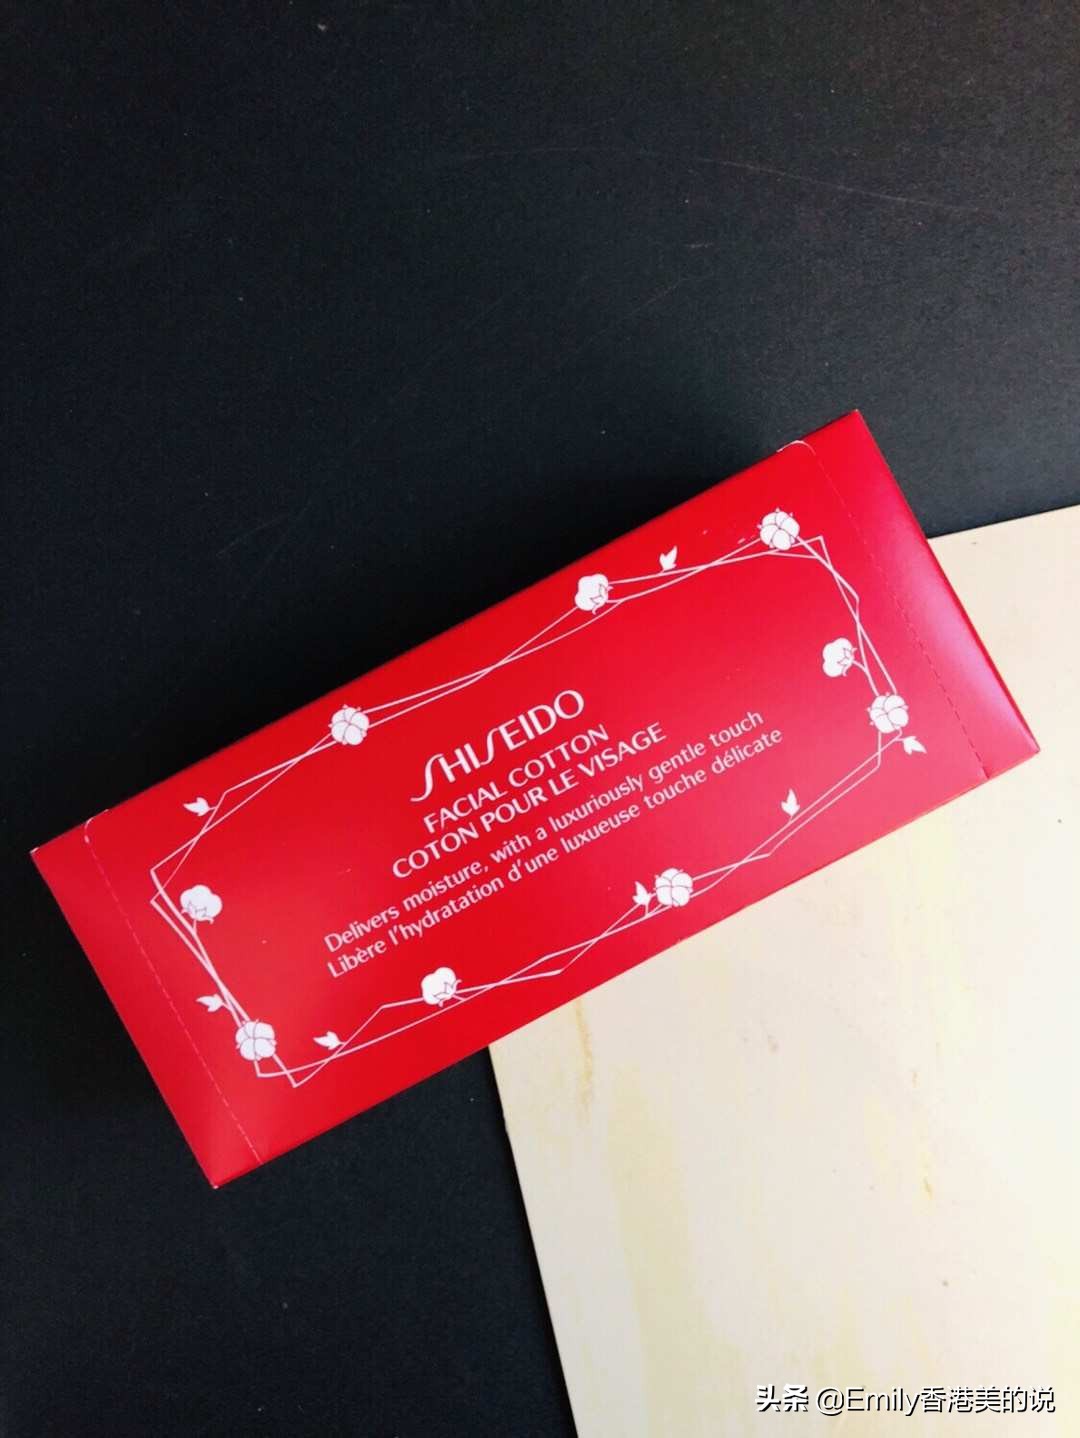 SHISEIDO
FACIAL COTTON
COTON POUR LE VISAGE
Delivers moisture, with a luxuriously gentle touch
Libère l'hydratation d'une luxueuse touche délicate
头条 @Emily香港美的说